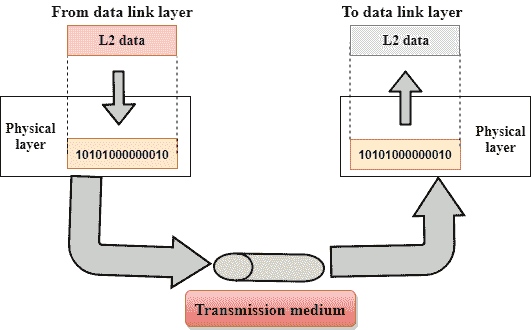 From data link layer
To data link layer
L2 data
L2 data
Physical
layer
10101000000010
10101000000010
Physical
layer
Transmission medium